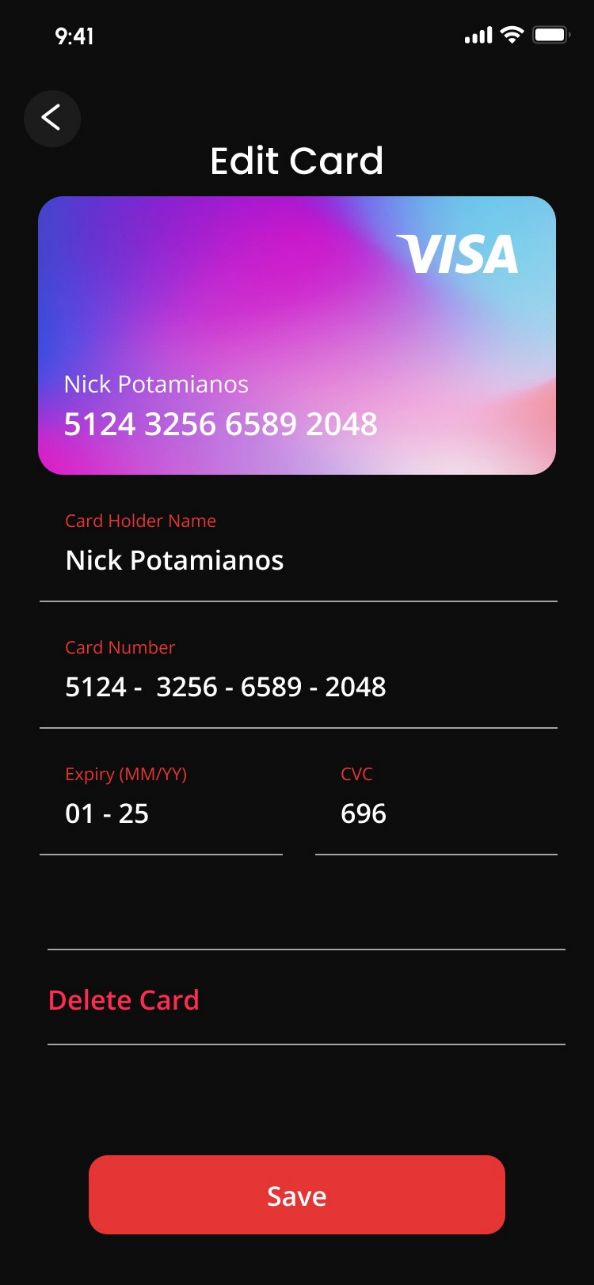 9:41
Edit Card
VISA
Nick Potamianos
5124 3256 6589 2048
Card Holder Name
Nick Potamianos
Card Number
5124 -  3256 - 6589 - 2048
Expiry (MM/YY) CVC
01 - 25 696
Delete Card
Save